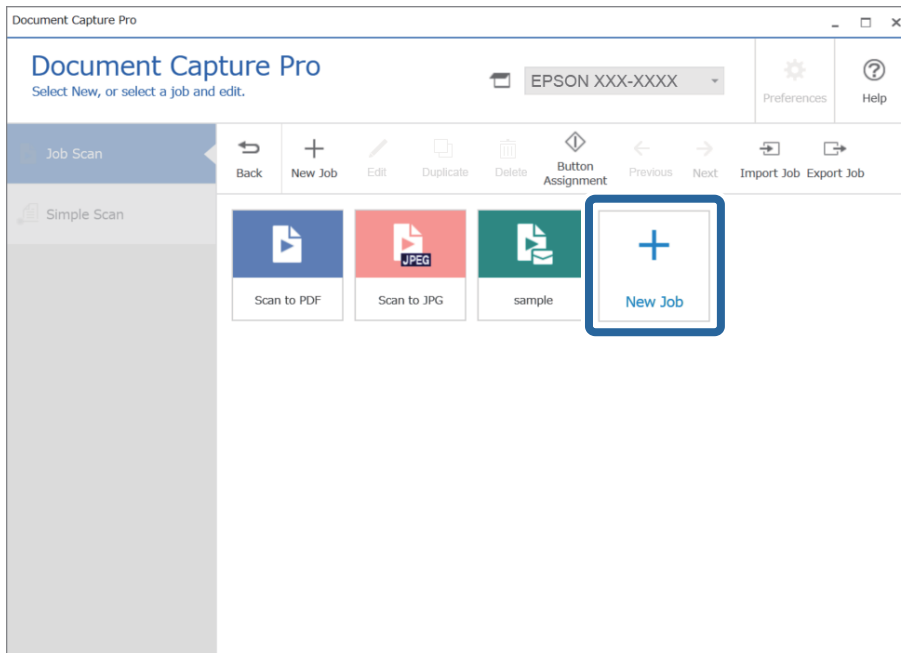 Document Capture Pro
Document Capture Pro
Select New, or select a job and edit.
EPSON XXX-XXXX
Preferences
Help
Job Scan
Simple Scan
Back
New Job
Edit
Duplicate
Delete
Button
Assignment
Previous
Next
Import Job
Export Job
JPEG
Scan to PDF
Scan to JPG
sample
New Job